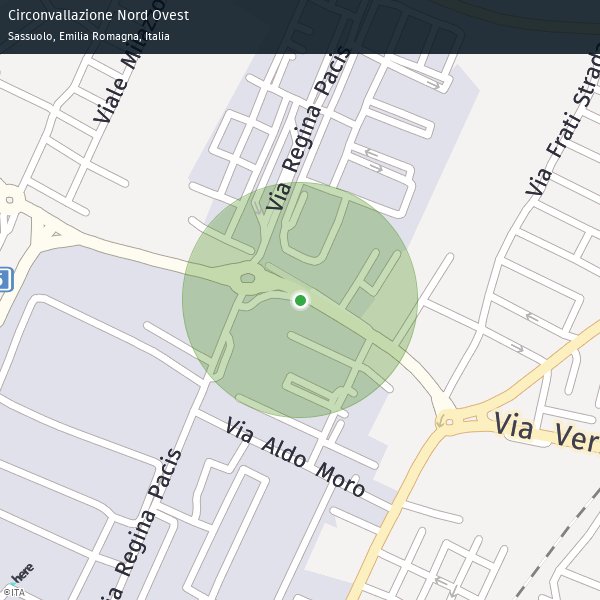 Circonvallazione Nord Ovest
Sassuolo, Emilia Romagna, Italia
Viale
Via Regina Pacis
Via Frati Strada
Via Aldo Moro
Via Ver
Via Regina Pacis
here
©ITA